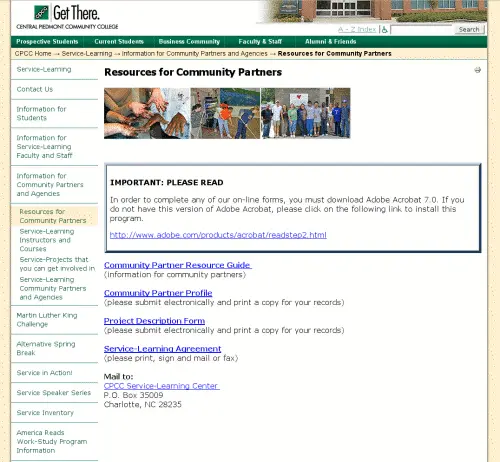 Get There.
CENTRAL PIEDMONT COMMUNITY COLLEGE
A - Z Index | Search
Prospective Students Current Students Business Community Faculty & Staff Alumni & Friends
CPCC Home → Service-Learning → Information for Community Partners and Agencies → Resources for Community Partners
Service-Learning
Contact Us
Information for
Students
Information for
Service-Learning
Faculty and Staff
Information for
Community Partners
and Agencies
Resources for
Community Partners
Service-Learning
Instructors and
Courses
Service-Projects that
you can get involved in
Service-Learning
Community Partners
and Agencies
Martin Luther King
Challenge
Alternative Spring
Break
Service in Action!
Service Speaker Series
Service Inventory
America Reads
Work-Study Program
Information
Resources for Community Partners
IMPORTANT: PLEASE READ
In order to complete any of our on-line forms, you must download Adobe Acrobat 7.0. If you
do not have this version of Adobe Acrobat, please click on the following link to install this
program.
http://www.adobe.com/products/acrobat/readstep2.html
Community Partner Resource Guide
(information for community partners)
Community Partner Profile
(please submit electronically and print a copy for your records)
Project Description Form
(please submit electronically and print a copy for your records)
Service-Learning Agreement
(please print, sign and mail or fax)
Mail to:
CPCC Service-Learning Center
P.O. Box 35009
Charlotte, NC 28235